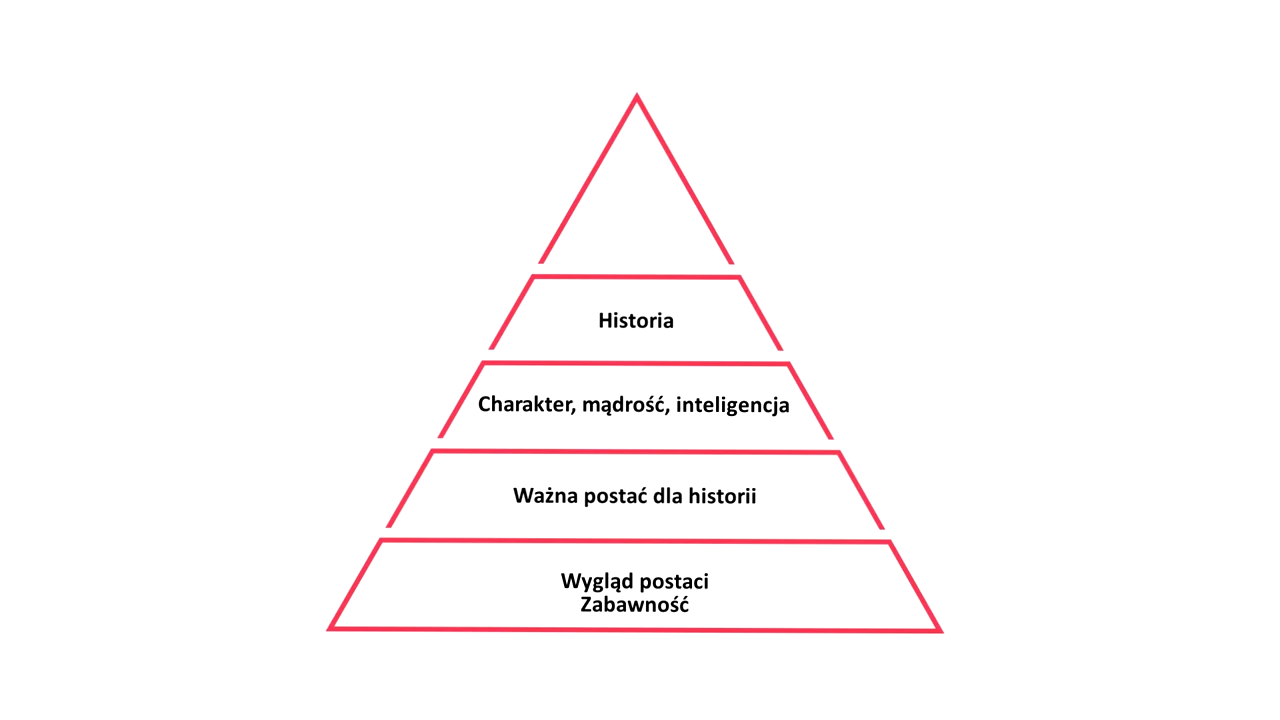 Historia
Charakter, mądrość, inteligencja
Ważna postać dla historii
Wygląd postaci
Zabawność